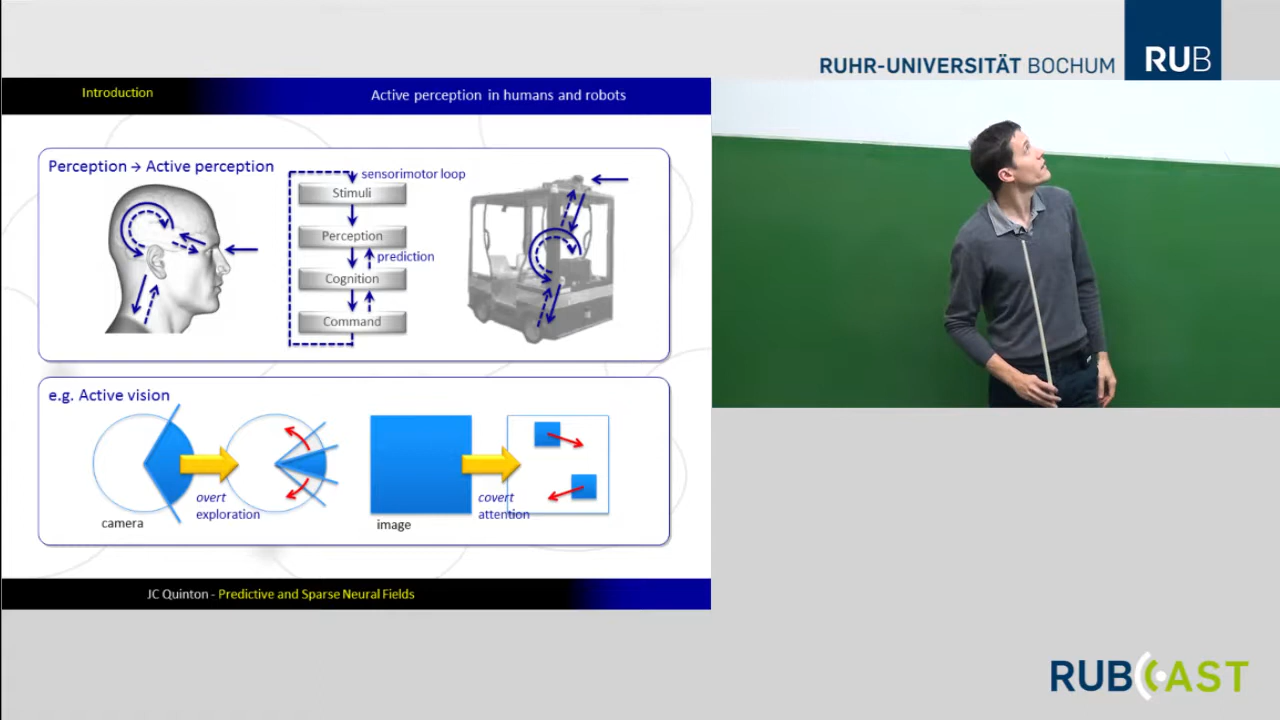 RUHR-UNIVERSITÄT BOCHUM
RUB
Introduction
Active perception in humans and robots
Perception → Active perception
sensorimotor loop
Stimuli
Perception
prediction
Cognition
Command
e.g. Active vision
overt
exploration
camera
covert
attention
image
JC Quinton - Predictive and Sparse Neural Fields
RUBCAST